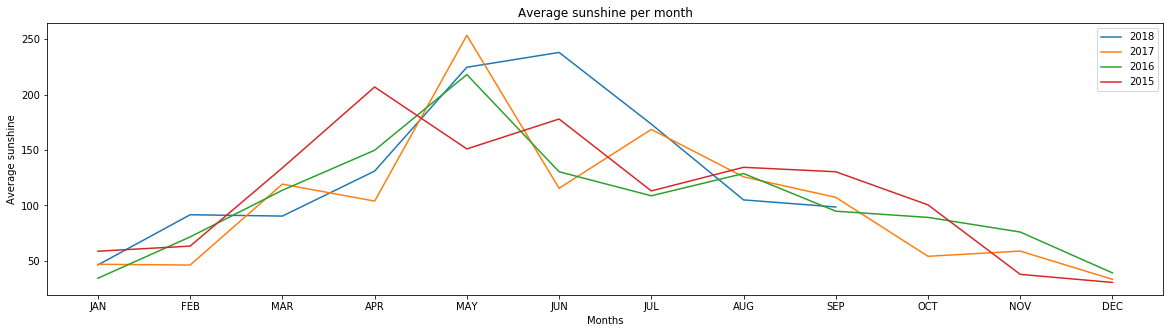 Average sunshine per month
2018
2017
2016
2015
Average sunshine
250
200
150
100
50
JAN FEB MAR APR MAY JUN JUL AUG SEP OCT NOV DEC
Months